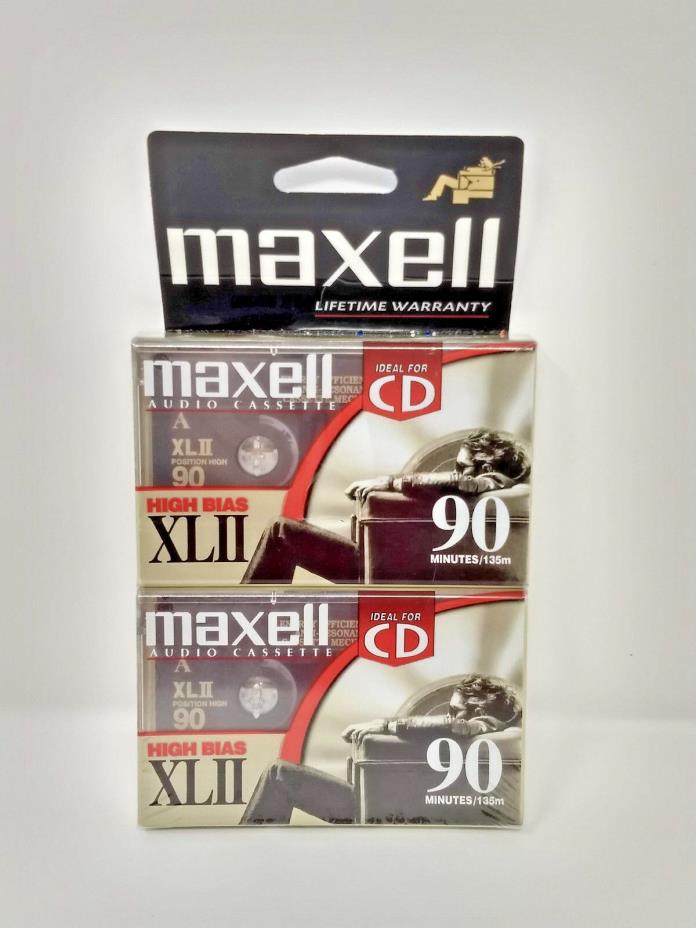 maxell
LIFETIME WARRANTY
maxell
AUDIO CASSETTE
IDEAL FOR
CD
A
XLII
POSITION HIGH
90
HIGH BIAS
XLII
90
MINUTES/135m
maxell
AUDIO CASSETTE
IDEAL FOR
CD
A
XLII
POSITION HIGH
90
HIGH BIAS
XLII
90
MINUTES/135m